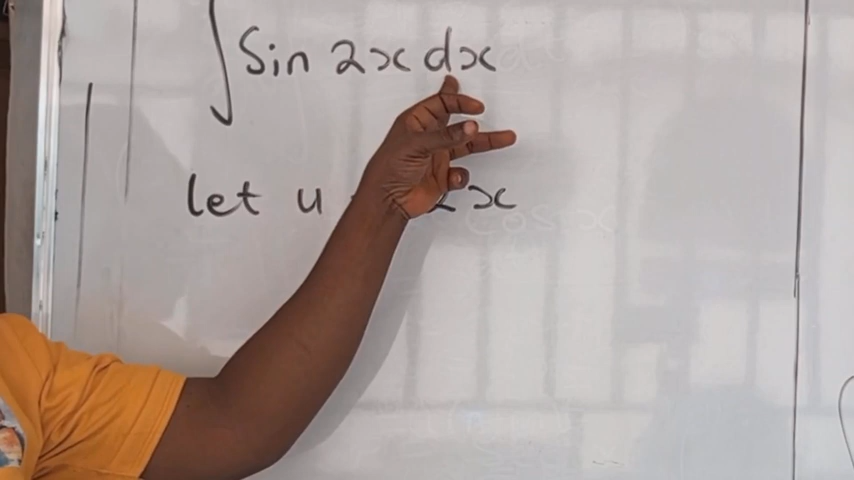 ∫ Sin 2x dx
let u 2x